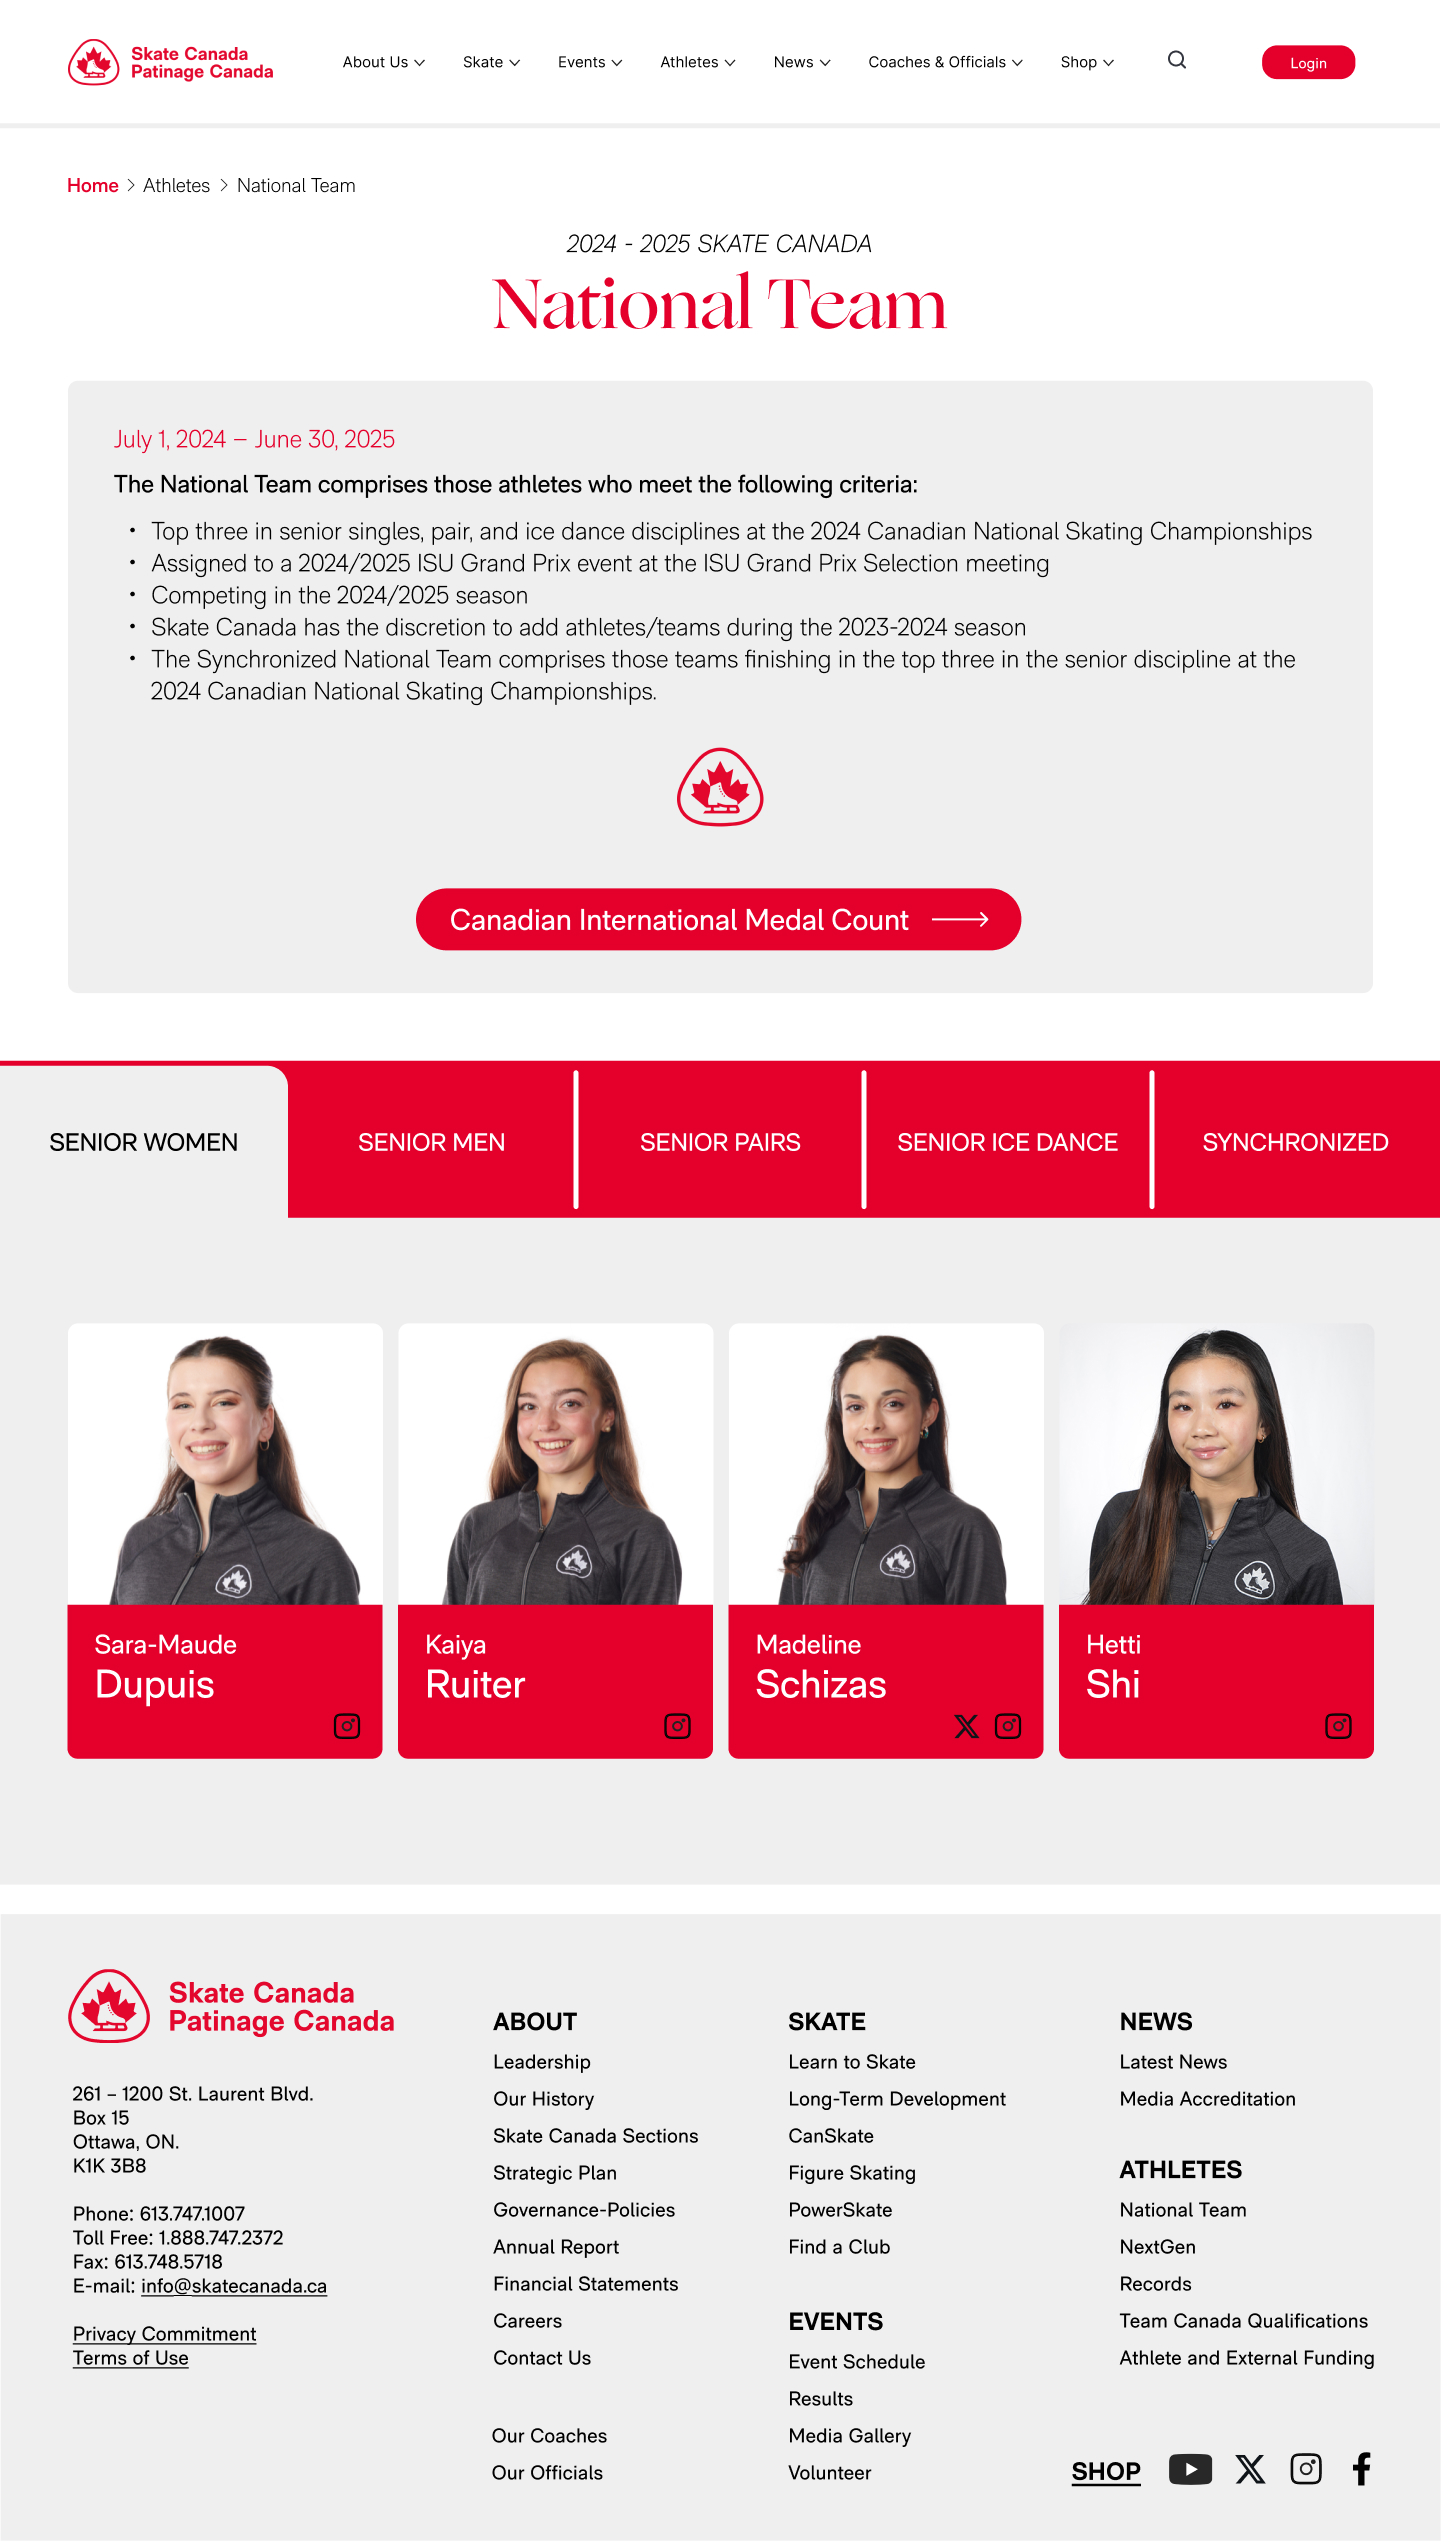 Skate Canada
Patinage Canada
About Us
Skate
Events
Athletes
News
Coaches & Officials
Shop
Login
Home > Athletes > National Team
2024 - 2025 SKATE CANADA
National Team
July 1, 2024 – June 30, 2025
The National Team comprises those athletes who meet the following criteria:
• Top three in senior singles, pair, and ice dance disciplines at the 2024 Canadian National Skating Championships
• Assigned to a 2024/2025 ISU Grand Prix event at the ISU Grand Prix Selection meeting
• Competing in the 2024/2025 season
• Skate Canada has the discretion to add athletes/teams during the 2023-2024 season
• The Synchronized National Team comprises those teams finishing in the top three in the senior discipline at the
2024 Canadian National Skating Championships.
Canadian International Medal Count
SENIOR WOMEN
SENIOR MEN
SENIOR PAIRS
SENIOR ICE DANCE
SYNCHRONIZED
Sara-Maude
Dupuis
Kaiya
Ruiter
Madeline
Schizas
Hetti
Shi
Skate Canada
Patinage Canada
261 – 1200 St. Laurent Blvd.
Box 15
Ottawa, ON.
K1K 3B8
Phone: 613.747.1007
Toll Free: 1.888.747.2372
Fax: 613.748.5718
E-mail: info@skatecanada.ca
Privacy Commitment
Terms of Use
ABOUT
Leadership
Our History
Skate Canada Sections
Strategic Plan
Governance-Policies
Annual Report
Financial Statements
Careers
Contact Us
Our Coaches
Our Officials
SKATE
Learn to Skate
Long-Term Development
CanSkate
Figure Skating
PowerSkate
Find a Club
EVENTS
Event Schedule
Results
Media Gallery
Volunteer
NEWS
Latest News
Media Accreditation
ATHLETES
National Team
NextGen
Records
Team Canada Qualifications
Athlete and External Funding
SHOP